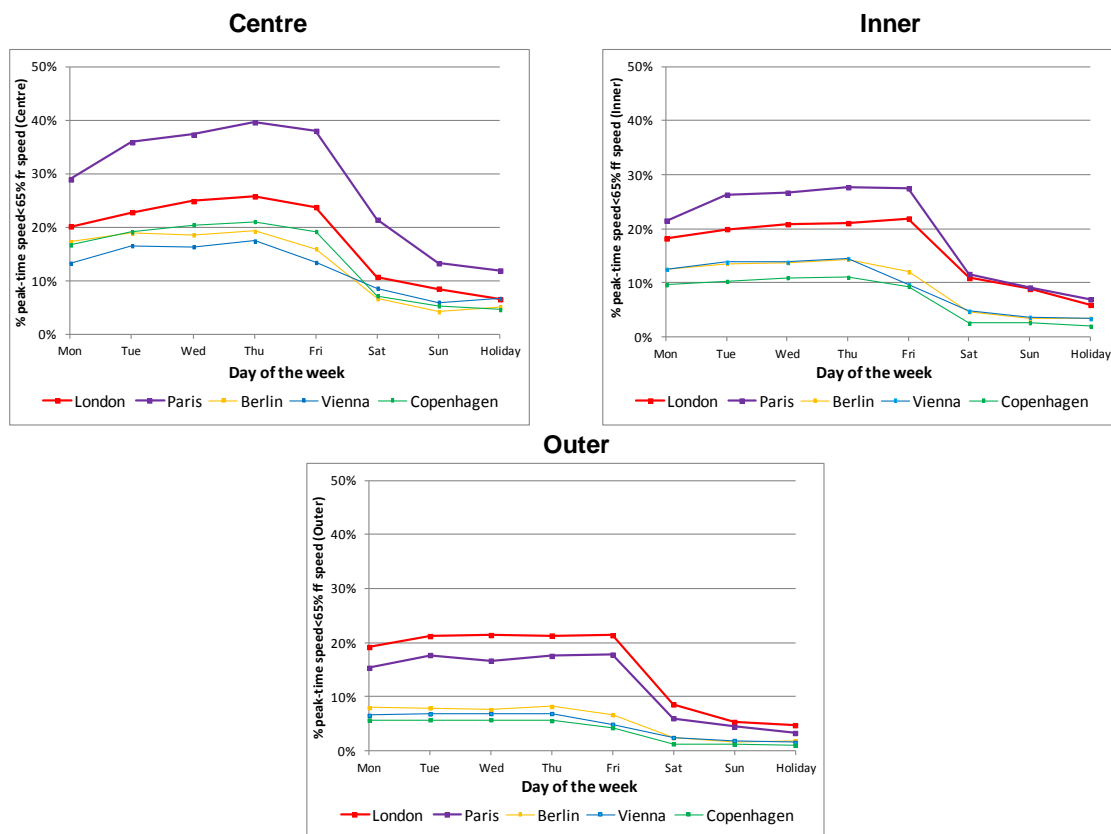 Centre
% peak-time speed<65% fr speed (Centre)
50%
40%
30%
20%
10%
0%
Mon Tue Wed Thu Fri Sat Sun Holiday
Day of the week
London Paris Berlin Vienna Copenhagen
Inner
% peak-time speed<65% ff speed (Inner)
50%
40%
30%
20%
10%
0%
Mon Tue Wed Thu Fri Sat Sun Holiday
Day of the week
London Paris Berlin Vienna Copenhagen
Outer
% peak-time speed<65% ff speed (Outer)
50%
40%
30%
20%
10%
0%
Mon Tue Wed Thu Fri Sat Sun Holiday
Day of the week
London Paris Berlin Vienna Copenhagen